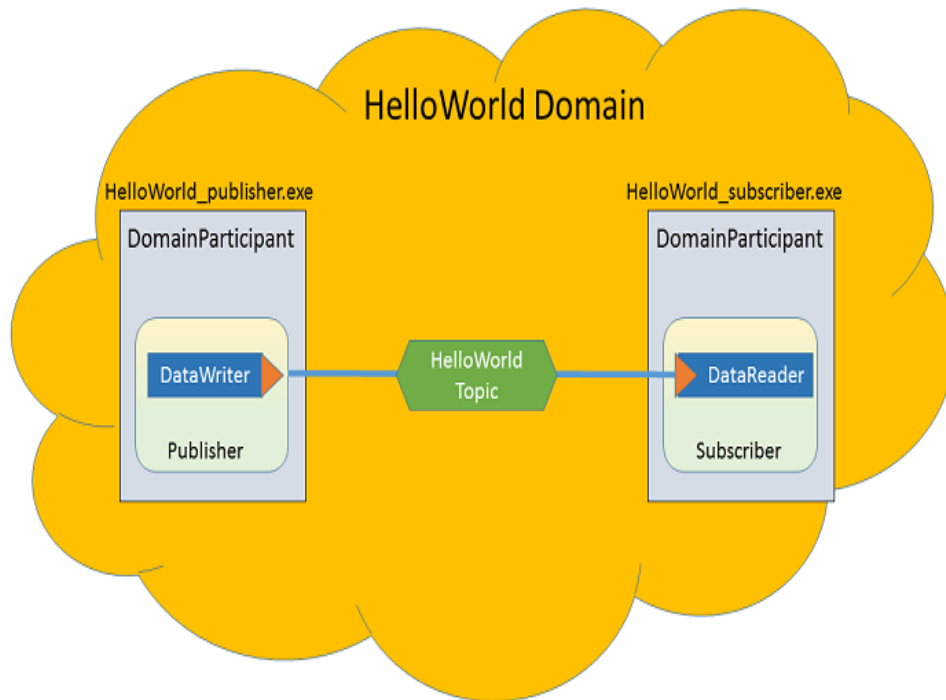 HelloWorld Domain
HelloWorld_publisher.exe
DomainParticipant
DataWriter
Publisher
HelloWorld
Topic
HelloWorld_subscriber.exe
DomainParticipant
DataReader
Subscriber